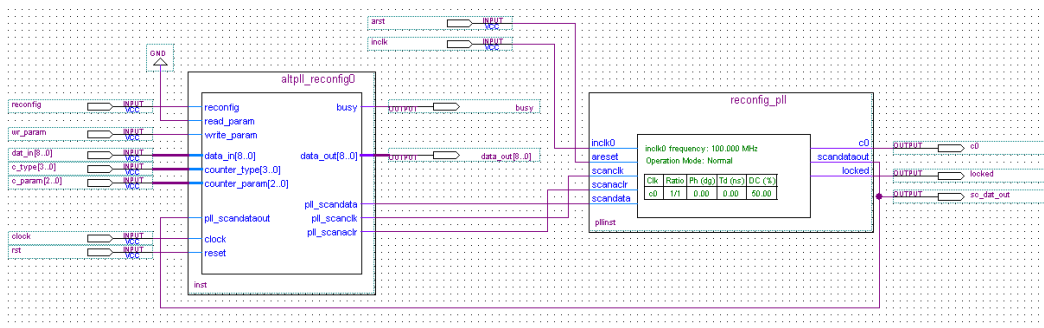 arst INPUT VCC
inclk INPUT VCC
GND
altpll_reconfig0
reconfig INPUT VCC
wr_param INPUT VCC
dat_in[8..0] INPUT VCC
c_type[3..0] INPUT VCC
c_param[2..0] INPUT VCC
clock INPUT VCC
rst INPUT VCC
reconfig busy
read_param
write_param
data_in[8..0] data_out[8..0]
counter_type[3..0]
counter_param[2..0]
pll_scandata
pll_scandataout pll_scanclk
pll_scanaclr
clock
reset
inst
OUTPUT busy
OUTPUT data_out[8..0]
reconfig_pll
inclk0 c0
areset scandataout
scanclk locked
scanaclr
scandata
inclk0 frequency: 100.000 MHz
Operation Mode: Normal
Clk Ratio Ph (dg) Td (ns) DC (%)
c0 1/1 0.00 0.00 50.00
pllinst
OUTPUT c0
OUTPUT locked
OUTPUT sc_dat_out